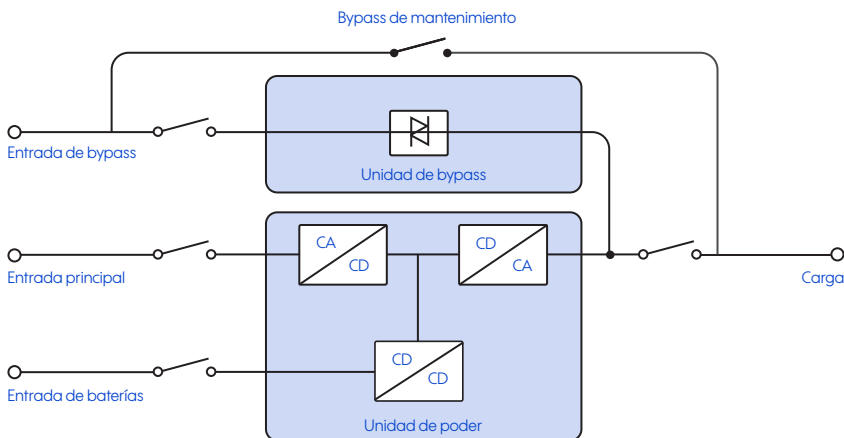 Bypass de mantenimiento
Entrada de bypass
Unidad de bypass
CA
CD
CD
CA
Entrada principal
Carga
CD
CD
Entrada de baterías
Unidad de poder